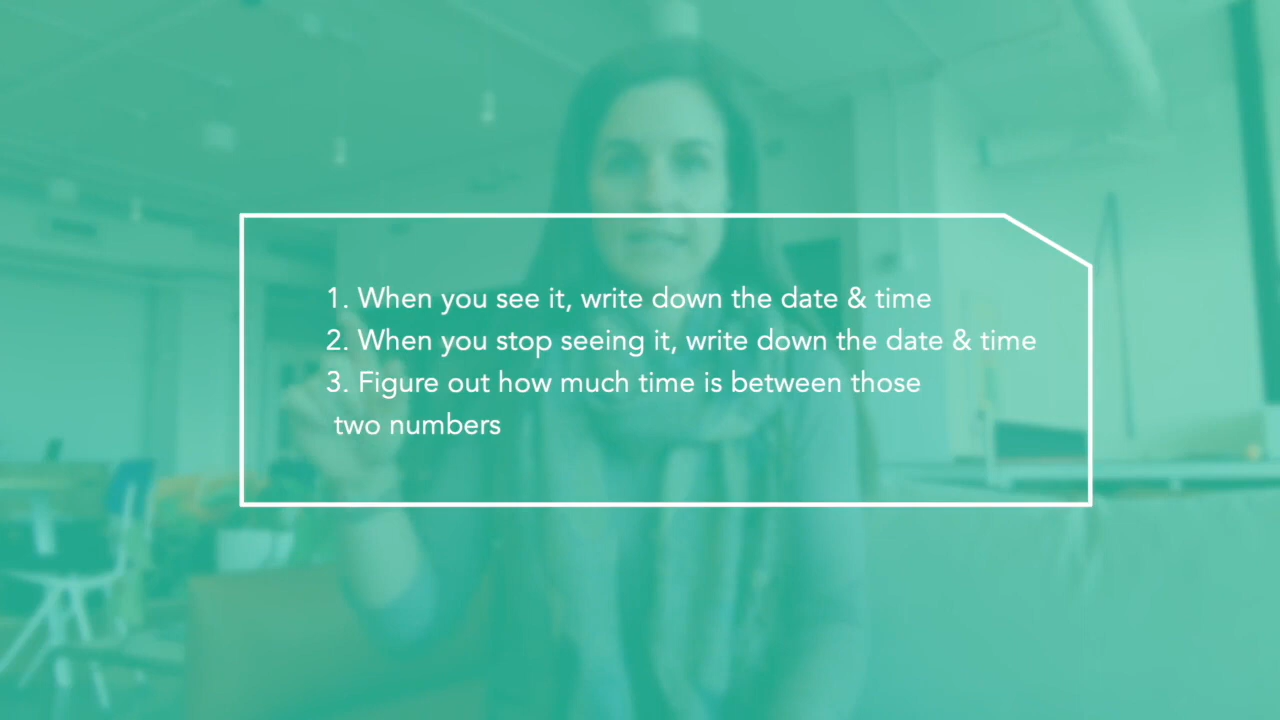 1. When you see it, write down the date & time
2. When you stop seeing it, write down the date & time
3. Figure out how much time is between those
two numbers